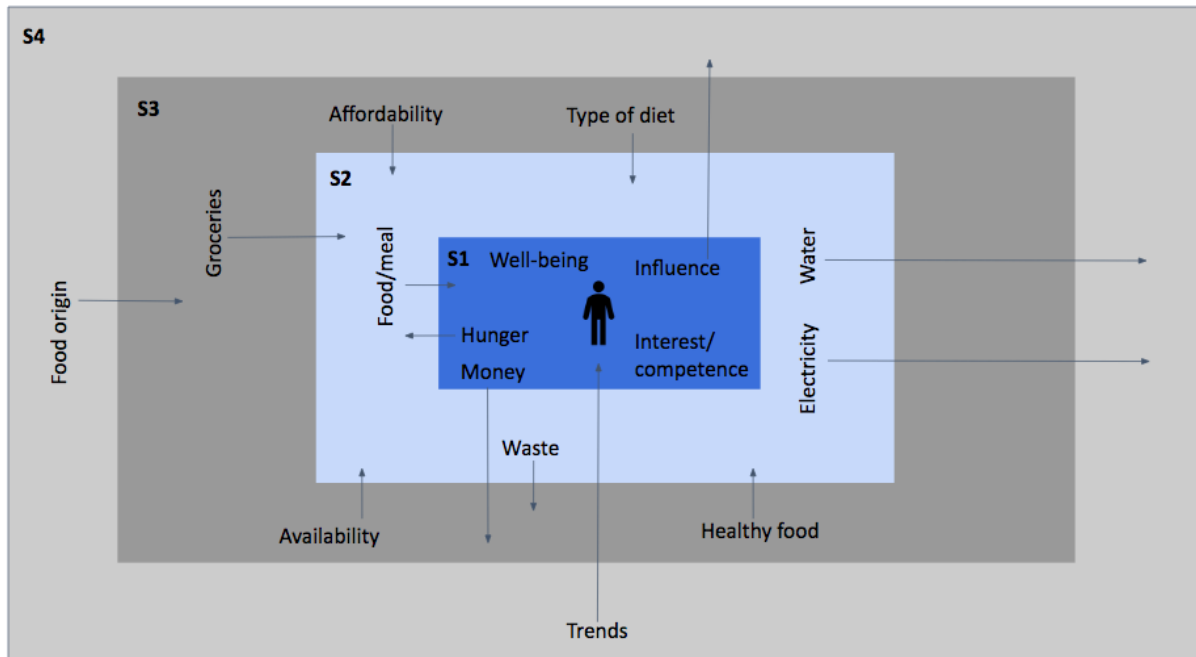 S4
S3
Affordability
Type of diet
S2
Groceries
Food/meal
S1
Well-being
Influence
Water
Food origin
Hunger
Interest/
competence
Money
Electricity
Waste
Availability
Healthy food
Trends